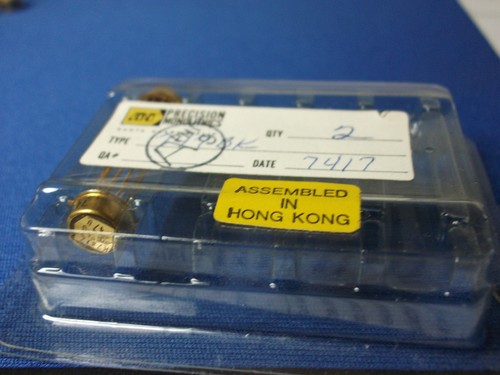 PRECISION
MONOLITHICS
TYPE
QTY 2
QA#
DATE 7417
ASSEMBLED
IN
HONG KONG